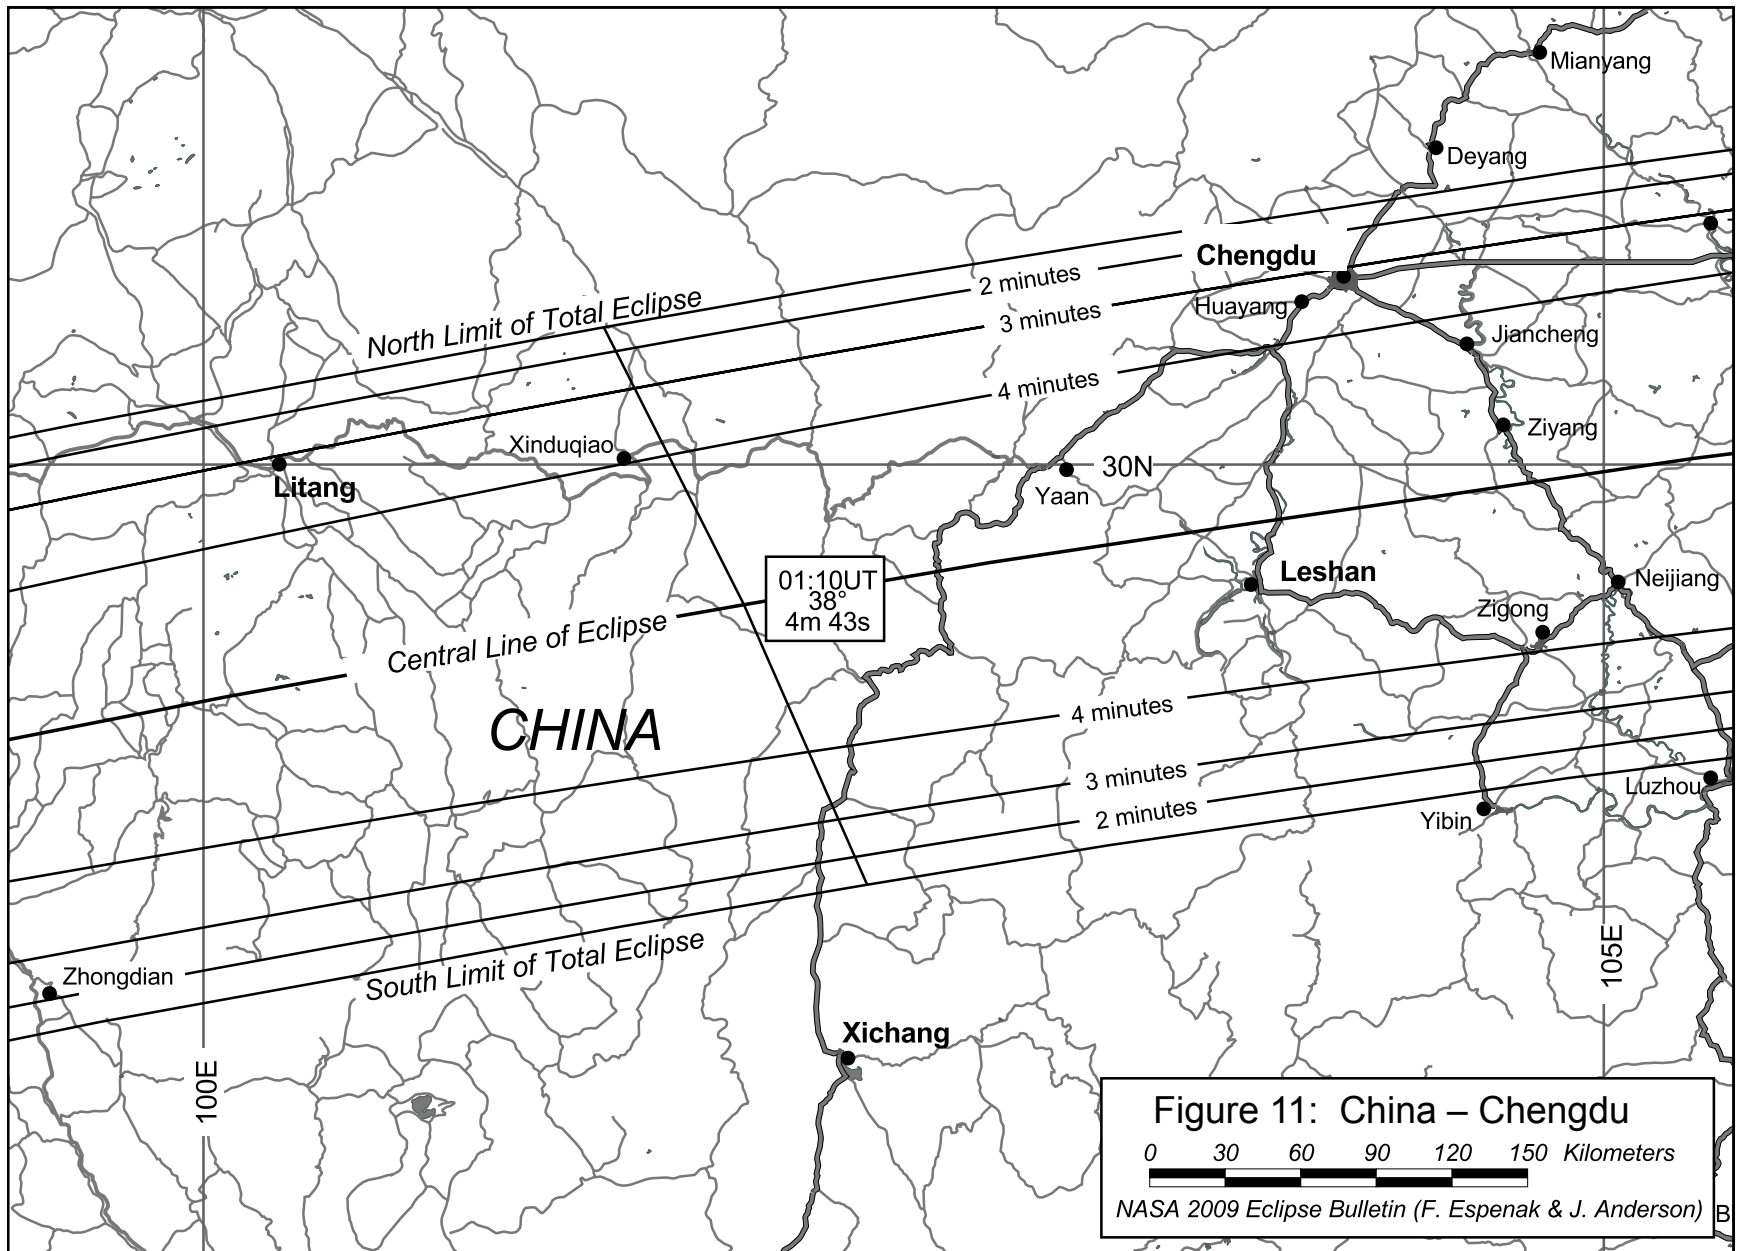 Mianyang
Deyang
Chengdu
2 minutes
Huayang
North Limit of Total Eclipse
3 minutes
Jiancheng
4 minutes
Ziyang
Xinduqiao
30N
Litang
Yaan
01:10UT
38°
4m 43s
Leshan
Neijiang
Zigong
Central Line of Eclipse
4 minutes
CHINA
3 minutes
Luzhou
2 minutes
Yibin
South Limit of Total Eclipse
105E
Zhongdian
Xichang
100E
Figure 11: China – Chengdu
0 30 60 90 120 150 Kilometers
NASA 2009 Eclipse Bulletin (F. Espenak & J. Anderson)
B